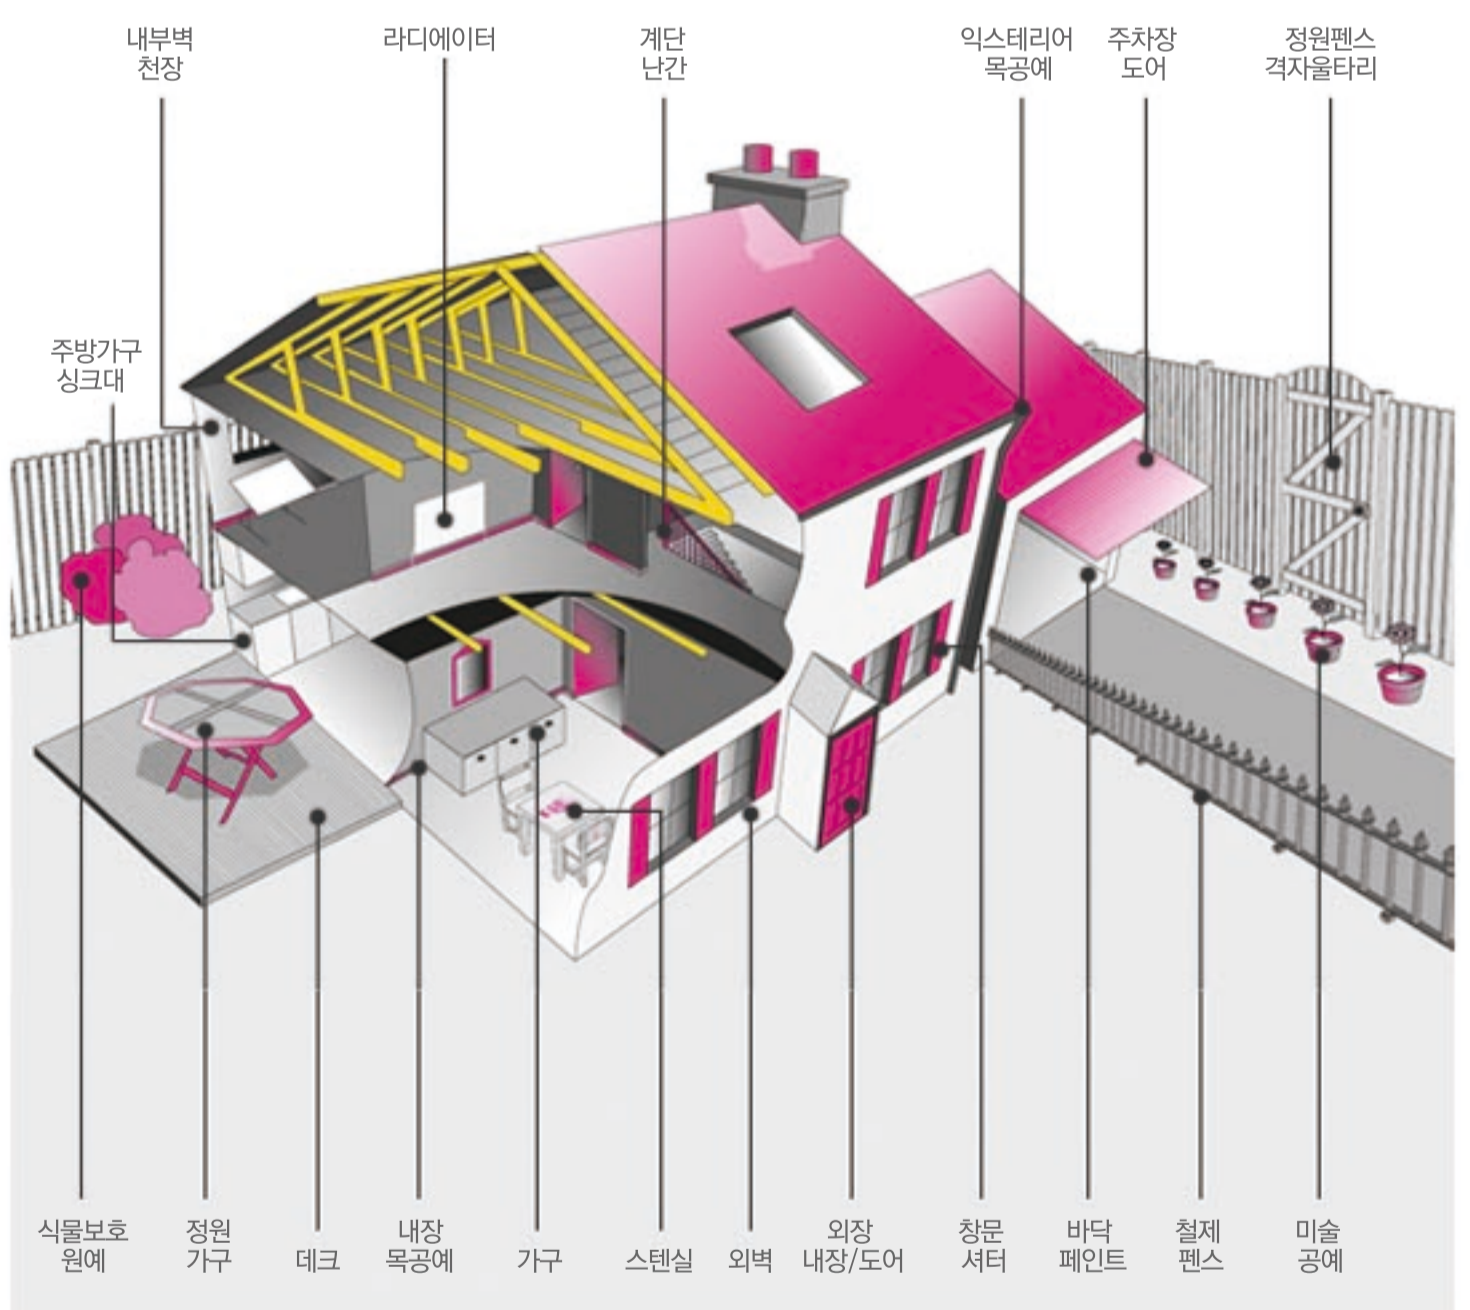 내부벽
천장
라디에이터
계단
난간
익스테리어
목공예
주차장
도어
정원펜스
격자울타리
주방가구
싱크대
식물보호
원예
정원
가구
데크
내장
목공예
가구
스텐실
외벽
외장
내장/도어
창문
셔터
바닥
페인트
철제
펜스
미술
공예